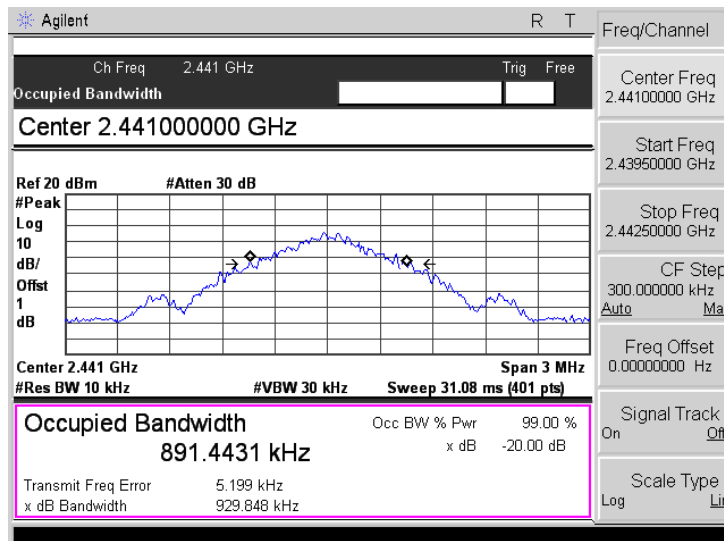 Agilent R T
Ch Freq 2.441 GHz Trig Free
Occupied Bandwidth
Center 2.441000000 GHz
Ref 20 dBm #Atten 30 dB
#Peak
Log
10
dB/
Offst
1
dB
Center 2.441 GHz Span 3 MHz
#Res BW 10 kHz #VBW 30 kHz Sweep 31.08 ms (401 pts)
Occupied Bandwidth Occ BW % Pwr 99.00 %
891.4431 kHz x dB -20.00 dB
Transmit Freq Error 5.199 kHz
x dB Bandwidth 929.848 kHz
Freq/Channel
Center Freq
2.44100000 GHz
Start Freq
2.43950000 GHz
Stop Freq
2.44250000 GHz
CF Step
300.000000 kHz
Auto Ma
Freq Offset
0.00000000 Hz
Signal Track
On Off
Scale Type
Log Lin